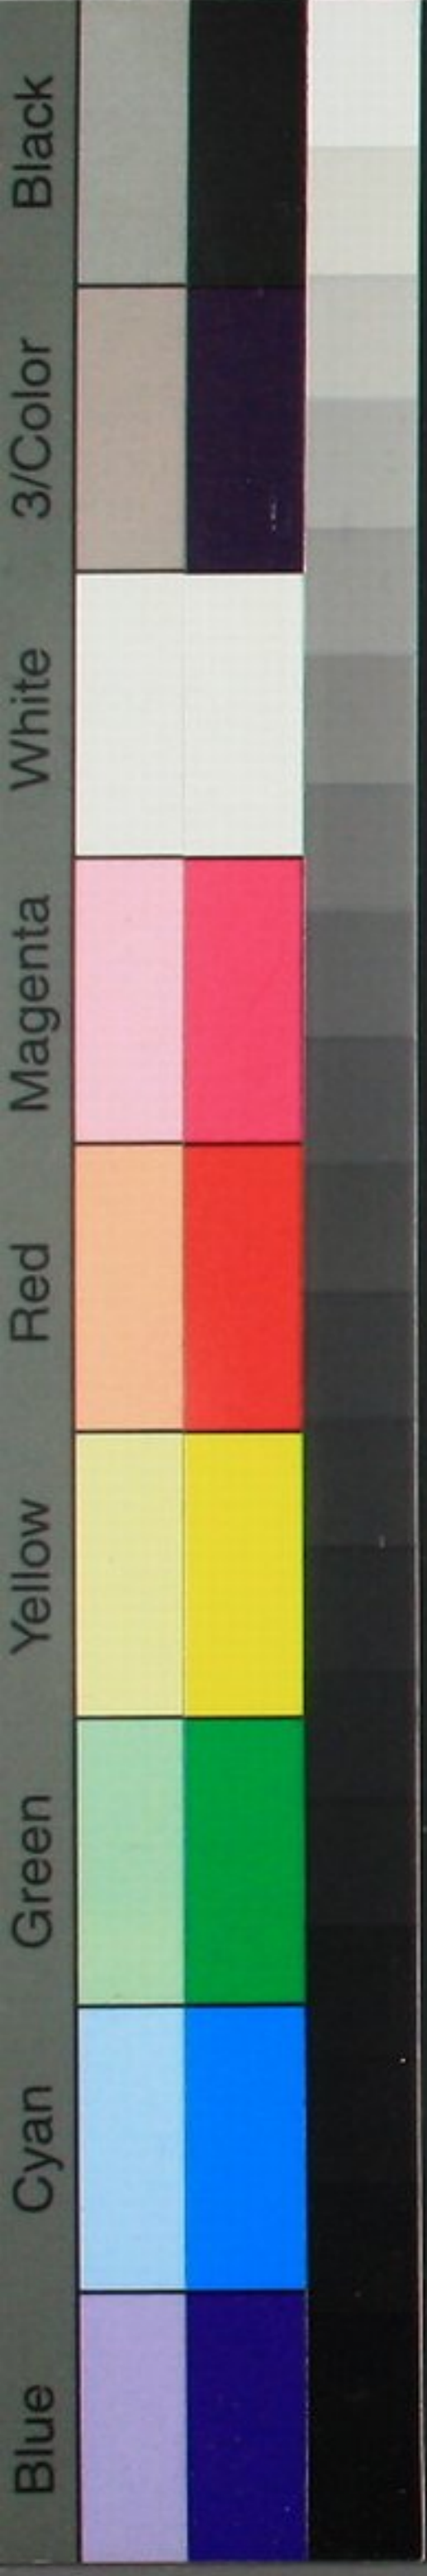 Black
3/Color
White
Magenta
Red
Yellow
Green
Cyan
Blue